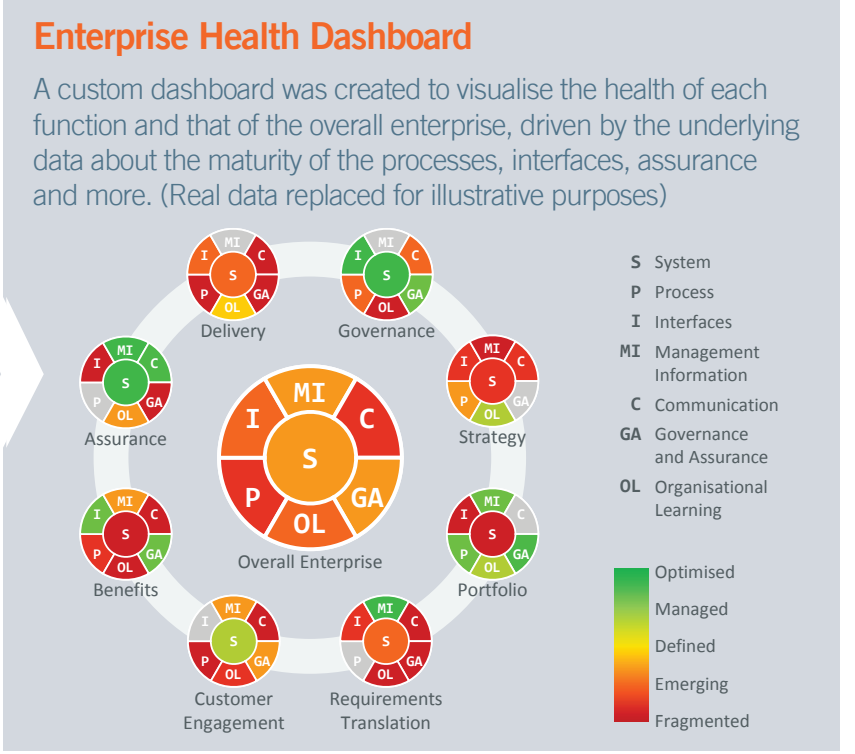 Enterprise Health Dashboard
A custom dashboard was created to visualise the health of each
function and that of the overall enterprise, driven by the underlying
data about the maturity of the processes, interfaces, assurance
and more. (Real data replaced for illustrative purposes)
MI
I C
S
P GA
OL
Delivery
MI
I C
S
P GA
OL
Governance
MI
I C
S
P GA
OL
Assurance
MI
I C
S
P GA
OL
Strategy
MI
I C
S
P GA
OL
Overall Enterprise
MI
I C
S
P GA
OL
Benefits
MI
I C
S
P GA
OL
Portfolio
MI
I C
S
P GA
OL
Customer
Engagement
MI
I C
S
P GA
OL
Requirements
Translation
S System
P Process
I Interfaces
MI Management
Information
C Communication
GA Governance
and Assurance
OL Organisational
Learning
Optimised
Managed
Defined
Emerging
Fragmented